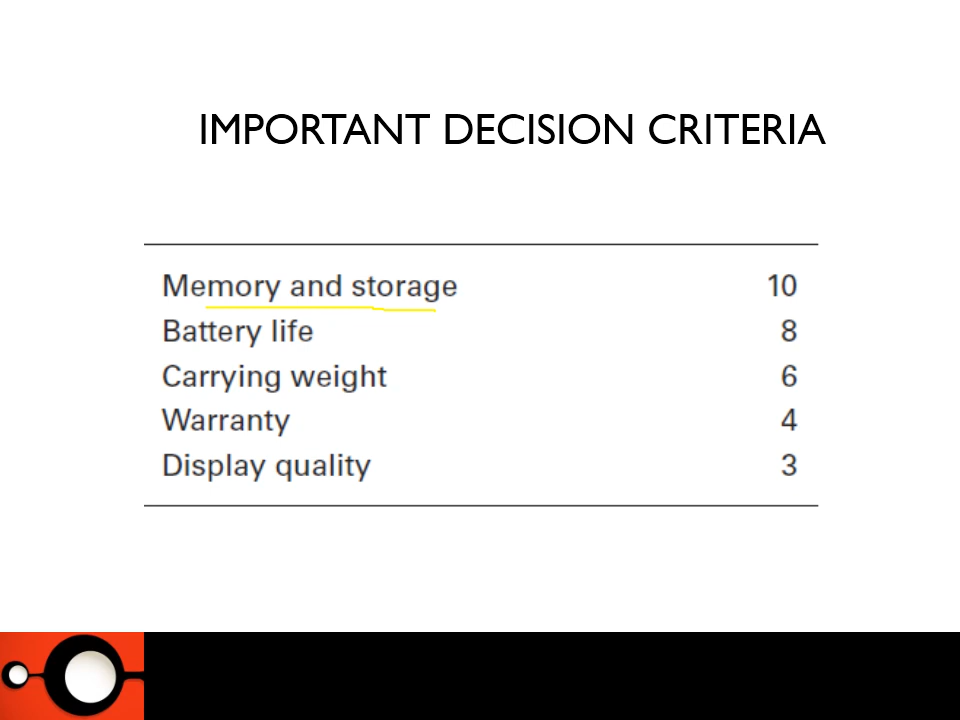 IMPORTANT DECISION CRITERIA
Memory and storage 10
Battery life 8
Carrying weight 6
Warranty 4
Display quality 3